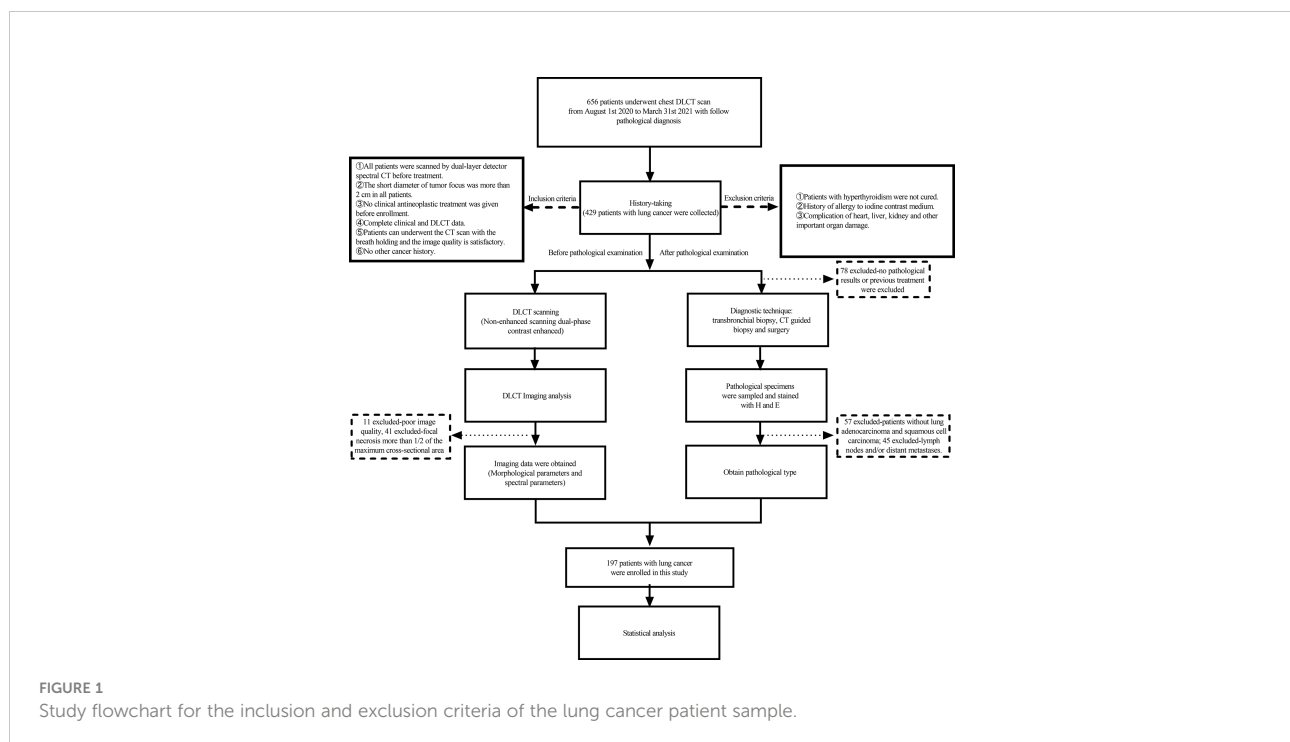 656 patients underwent chest DLCT scan
from August 1st 2020 to March 31st 2021 with follow
pathological diagnosis
①All patients were scanned by dual-layer detector
spectral CT before treatment.
②The short diameter of tumor focus was more than
2 cm in all patients.
③No clinical antineoplastic treatment was given
before enrollment.
④Complete clinical and DLCT data.
⑤Patients can underwent the CT scan with the
breath holding and the image quality is satisfactory.
⑥No other cancer history.
Inclusion criteria
History-taking
(429 patients with lung cancer were collected)
Exclusion criteria
①Patients with hyperthyroidism were not cured.
②History of allergy to iodine contrast medium.
③Complication of heart, liver, kidney and other
important organ damage.
Before pathological examination
After pathological examination
78 excluded-no pathological
results or previous treatment
were excluded
DLCT scanning
(Non-enhanced scanning dual-phase
contrast enhanced)
Diagnostic technique:
transbronchial biopsy, CT guided
biopsy and surgery
DLCT Imaging analysis
Pathological specimens
were sampled and stained
with H and E
11 excluded-poor image
quality, 41 excluded-focal
necrosis more than 1/2 of the
maximum cross-sectional area
57 excluded-patients without lung
adenocarcinoma and squamous cell
carcinoma; 45 excluded-lymph
nodes and/or distant metastases.
Imaging data were obtained
(Morphological parameters and
spectral parameters)
Obtain pathological type
197 patients with lung cancer
were enrolled in this study
Statistical analysis
FIGURE 1
Study flowchart for the inclusion and exclusion criteria of the lung cancer patient sample.